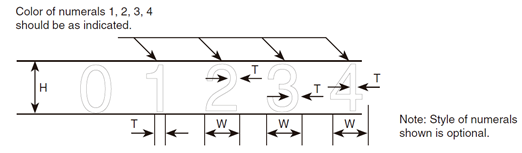 Color of numerals 1, 2, 3, 4
should be as indicated.
H 0 1 2 T 3 T 4 T
T W W W
Note: Style of numerals
shown is optional.